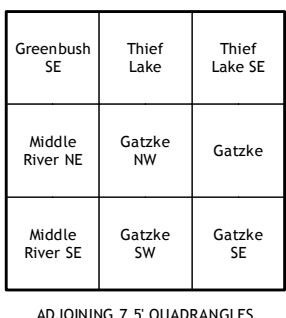 Greenbush
SE
Thief
Lake
Thief
Lake SE
Middle
River NE
Gatzke
NW
Gatzke
Middle
River SE
Gatzke
SW
Gatzke
SE
ADJOINING 7.5' QUADRANGLES